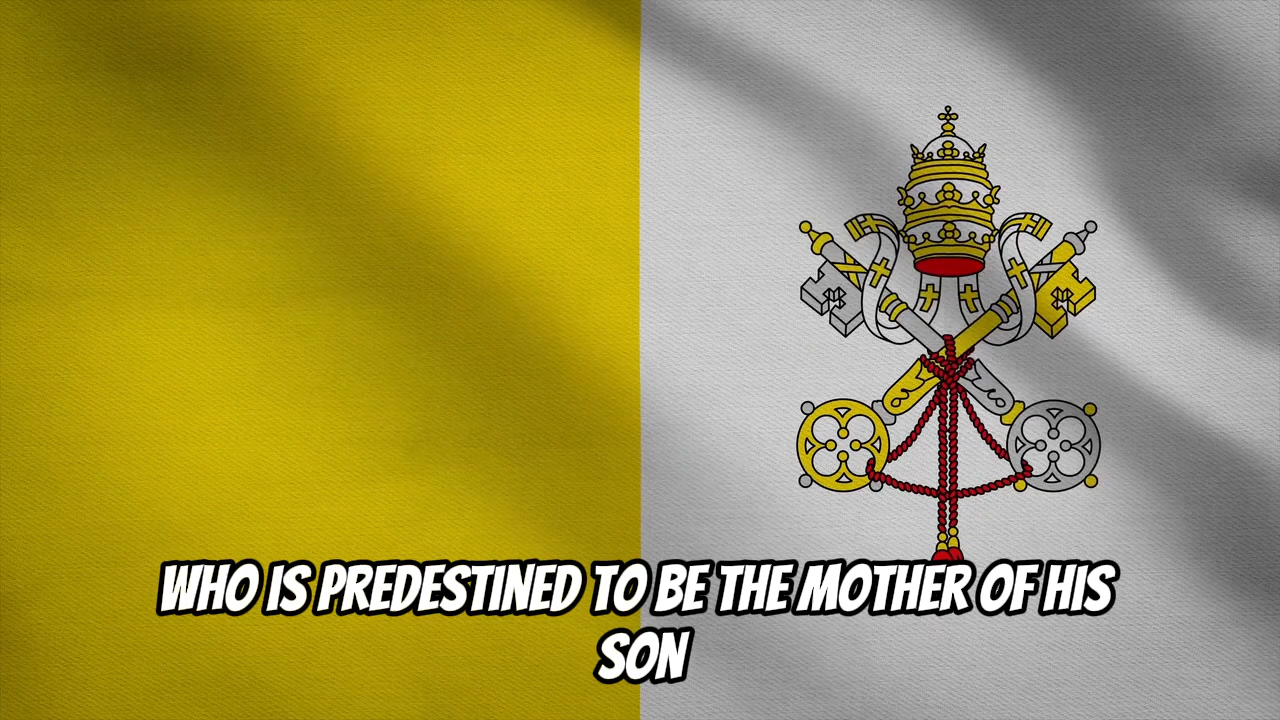 WHO IS PREDESTINED TO BE THE MOTHER OF HIS
SON